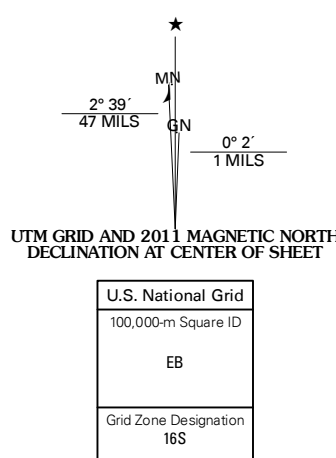 ★
MN
GN
2° 39´
47 MILS
0° 2´
1 MILS
UTM GRID AND 2011 MAGNETIC NORTH
DECLINATION AT CENTER OF SHEET
U.S. National Grid
100,000-m Square ID
EB
Grid Zone Designation
16S